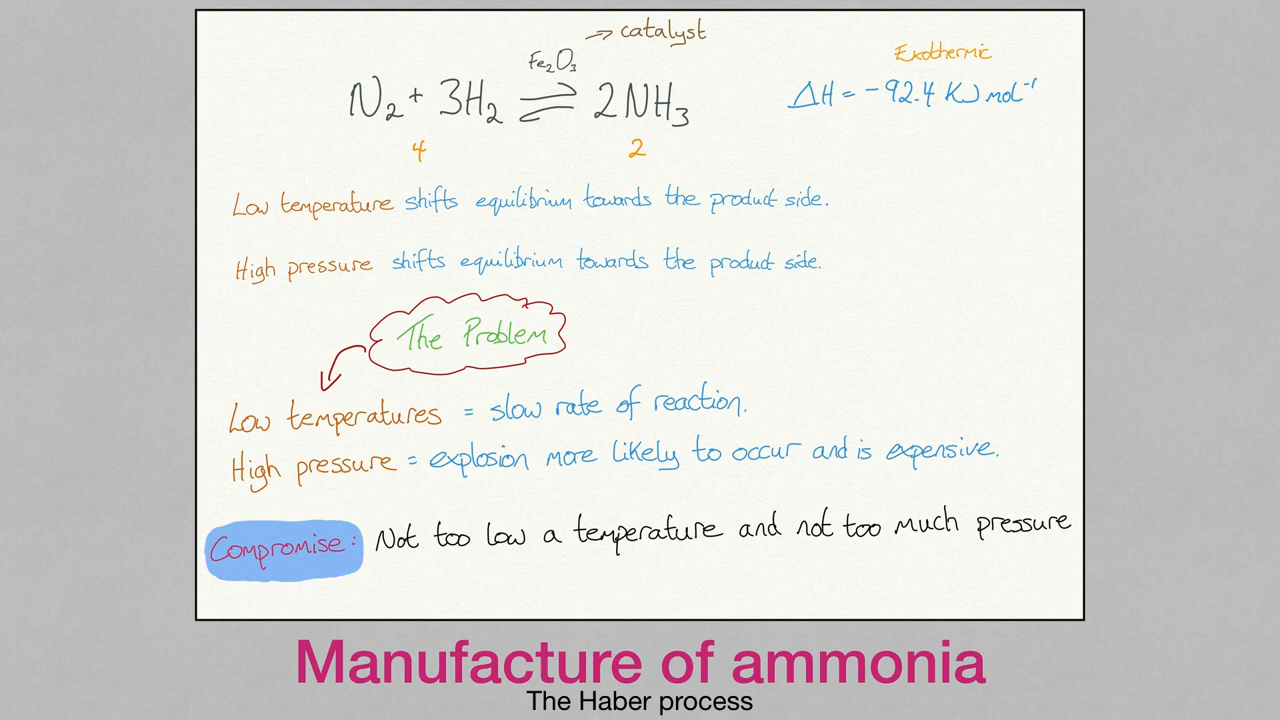 → catalyst
Exothermic
Fe₂O₃
N₂ + 3H₂ ⇌ 2NH₃
ΔH = -92.4 KJ mol⁻¹
4 2
Low temperature shifts equilibrium towards the product side.
High pressure shifts equilibrium towards the product side.
The Problem
Low temperatures = slow rate of reaction.
High pressure = explosion more likely to occur and is expensive.
Compromise: Not too low a temperature and not too much pressure
Manufacture of ammonia
The Haber process